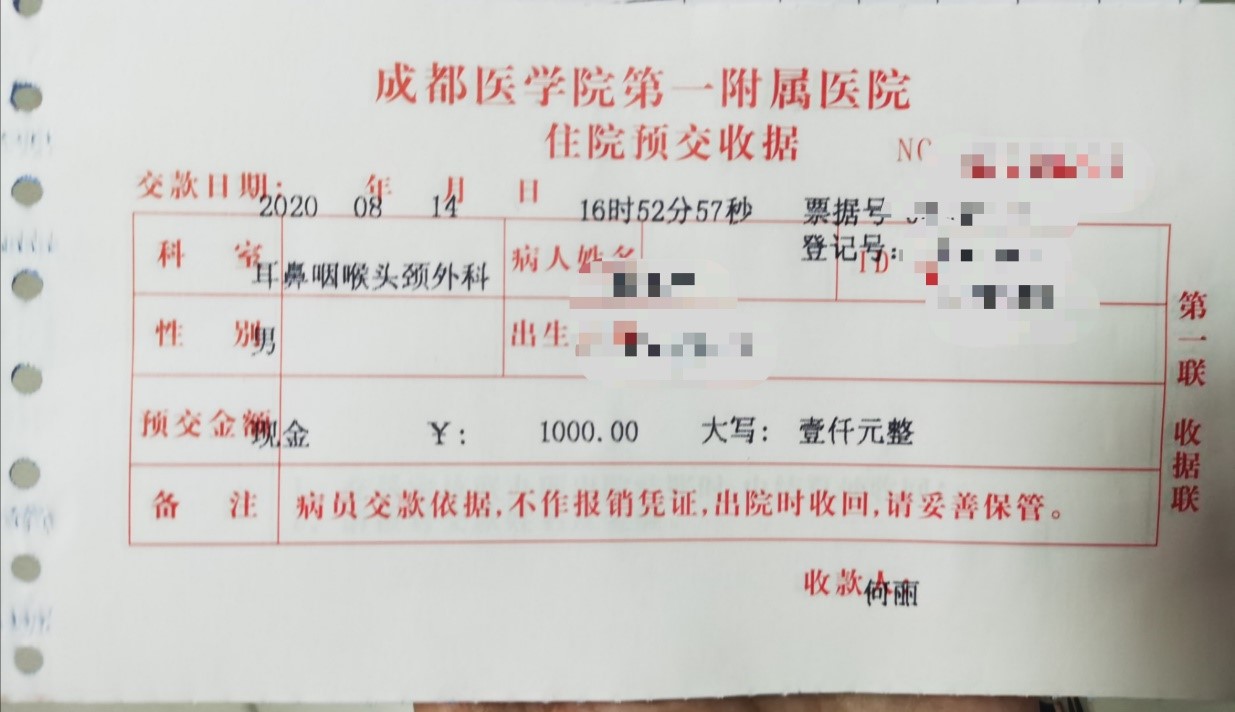 成都医学院第一附属医院
住院预交收据 NO
交款日期: 年 月 日
2020 08 14 16时52分57秒 票据号
登记号:
科室 耳鼻咽喉头颈外科 病人姓名 ID
性别 男 出生
预交金额 现金 ¥: 1000.00 大写: 壹仟元整
备注 病员交款依据,不作报销凭证,出院时收回,请妥善保管。
收款人: 何丽
第一联 收据联